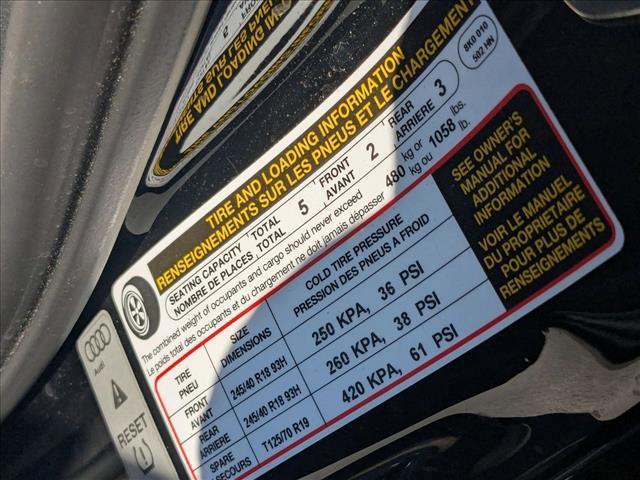 TIRE AND LOADING INFORMATION
RENSEIGNEMENTS SUR LES PNEUS ET LE CHARGEMENT
8K0 010
502 HN
SEATING CAPACITY TOTAL 5 FRONT 2 REAR 3
NOMBRE DE PLACES TOTAL AVANT ARRIÈRE
The combined weight of occupants and cargo should never exceed 480 kg or 1058 lbs.
Le poids total des occupants et du chargement ne doit jamais dépasser kg ou lb.
TIRE SIZE COLD TIRE PRESSURE
PNEU DIMENSIONS PRESSION DES PNEUS A FROID
FRONT 245/40 R18 93H 250 KPA, 36 PSI
AVANT
REAR 245/40 R18 93H 260 KPA, 38 PSI
ARRIERE
SPARE T125/70 R19 420 KPA, 61 PSI
SECOURS
SEE OWNER'S
MANUAL FOR
ADDITIONAL
INFORMATION
VOIR LE MANUEL
DU PROPRIETAIRE
POUR PLUS DE
RENSEIGNEMENTS
Audi
RESET